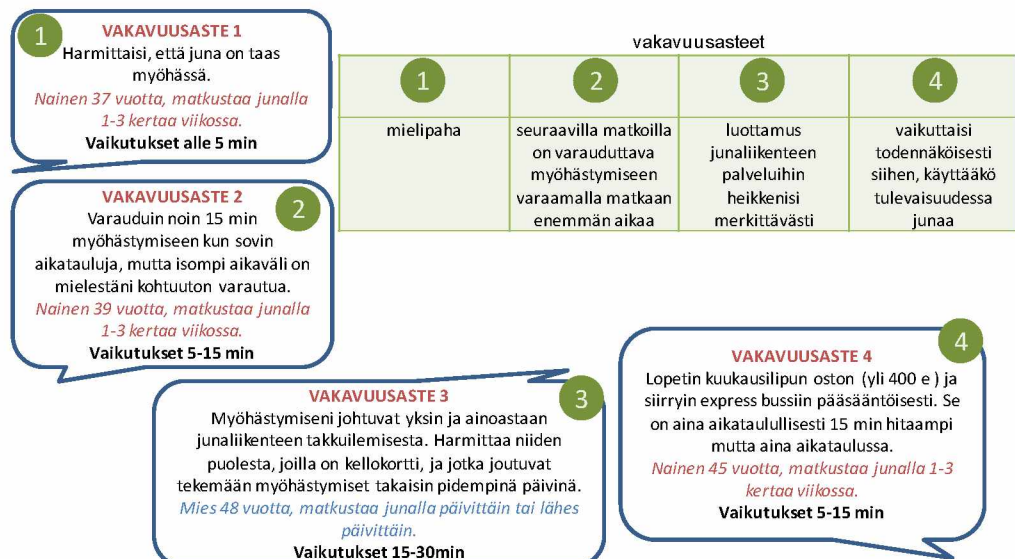 1
VAKAVUUSASTE 1
Harmittaisi, että juna on taas
myöhässä.
Nainen 37 vuotta, matkustaa junalla
1-3 kertaa viikossa.
Vaikutukset alle 5 min
vakavuusasteet
1 2 3 4
mielipaha
seuraavilla matkoilla
on varauduttava
myöhästymiseen
varaamalla matkaan
enemmän aikaa
luottamus
junaliikenteen
palveluihin
heikkenisi
merkittävästi
vaikuttaisi
todennäköisesti
siihen, käyttääkö
tulevaisuudessa
junaa
VAKAVUUSASTE 2
2
Varauduin noin 15 min
myöhästymiseen kun sovin
aikatauluja, mutta isompi aikaväli on
mielestäni kohtuuton varautua.
Nainen 39 vuotta, matkustaa junalla
1-3 kertaa viikossa.
Vaikutukset 5-15 min
VAKAVUUSASTE 3
3
Myöhästymiseni johtuvat yksin ja ainoastaan
junaliikenteen takkuilemisesta. Harmittaa niiden
puolesta, joilla on kellokortti, ja jotka joutuvat
tekemään myöhästymiset takaisin pidempinä päivinä.
Mies 48 vuotta, matkustaa junalla päivittäin tai lähes
päivittäin.
Vaikutukset 15-30min
4
VAKAVUUSASTE 4
Lopetin kuukausilipun oston (yli 400 e ) ja
siirryin express bussiin pääsääntöisesti. Se
on aina aikataulullisesti 15 min hitaampi
mutta aina aikataulussa.
Nainen 45 vuotta, matkustaa junalla 1-3
kertaa viikossa.
Vaikutukset 5-15 min